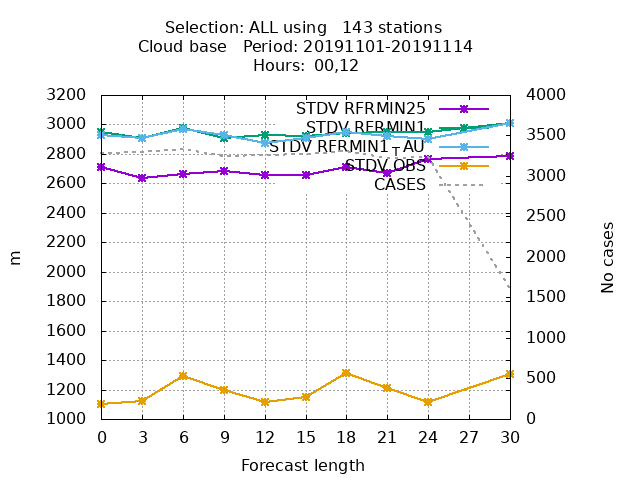 Selection: ALL using   143 stations
Cloud base   Period: 20191101-20191114
Hours: 00,12
3200
3000
2800
2600
2400
2200
2000
1800
1600
1400
1200
1000
4000
3500
3000
2500
2000
1500
1000
500
0
STDV RFRMIN25
STDV RFRMIN1
STDV RFRMIN1TAU
STDV OBS
CASES
m
No cases
0 3 6 9 12 15 18 21 24 27 30
Forecast length